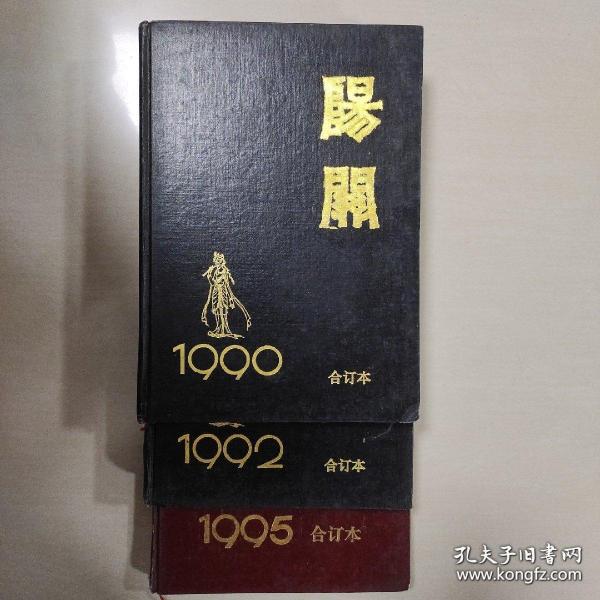 陽
關
1990
合订本
1992
合订本
1995
合订本
孔夫子旧书网
www.kongfz.com